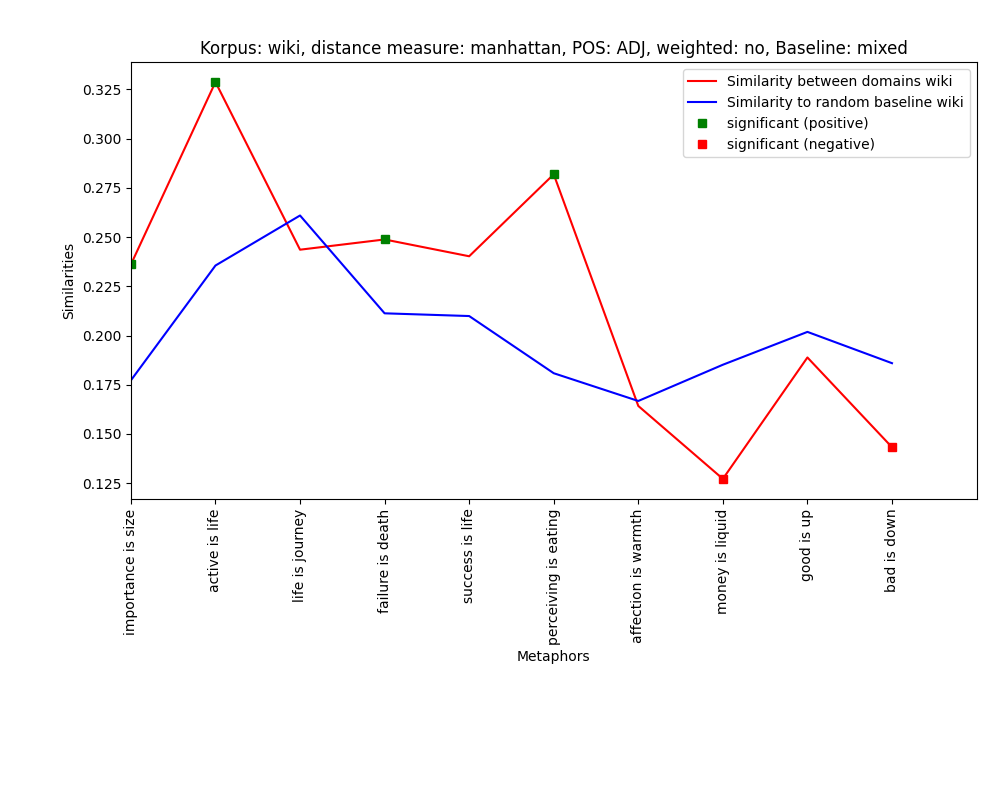 Korpus: wiki, distance measure: manhattan, POS: ADJ, weighted: no, Baseline: mixed
Similarity between domains wiki
Similarity to random baseline wiki
significant (positive)
significant (negative)
Similarities
0.325
0.300
0.275
0.250
0.225
0.200
0.175
0.150
0.125
importance is size
active is life
life is journey
failure is death
success is life
perceiving is eating
affection is warmth
money is liquid
good is up
bad is down
Metaphors